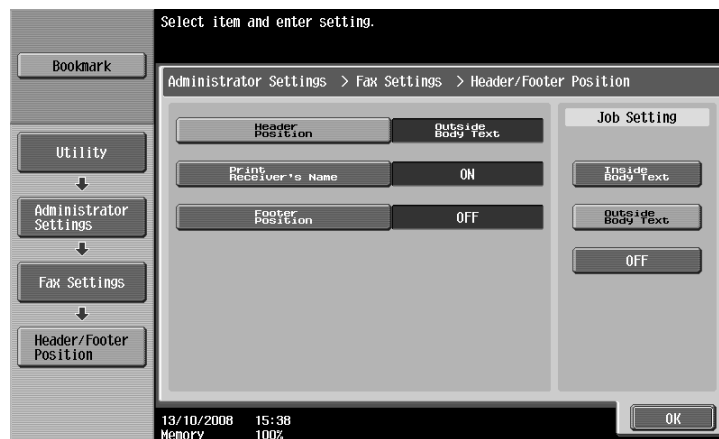 Select item and enter setting.
Bookmark
Administrator Settings > Fax Settings > Header/Footer Position
Utility
Administrator
Settings
Fax Settings
Header/Footer
Position
Header
Position
Outside
Body Text
Print
Receiver's Name
ON
Footer
Position
OFF
Job Setting
Inside
Body Text
Outside
Body Text
OFF
13/10/2008 15:38
Memory 100%
OK